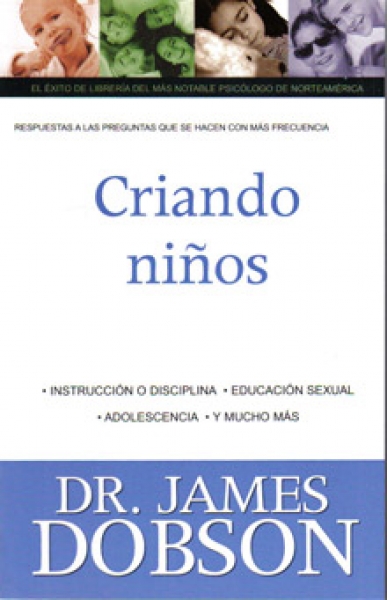 EL ÉXITO DE LIBRERÍA DEL MÁS NOTABLE PSICÓLOGO DE NORTEAMÉRICA
RESPUESTAS A LAS PREGUNTAS QUE SE HACEN CON MÁS FRECUENCIA
Criando
niños
• INSTRUCCIÓN O DISCIPLINA • EDUCACIÓN SEXUAL
• ADOLESCENCIA • Y MUCHO MÁS
DR. JAMES
DOBSON